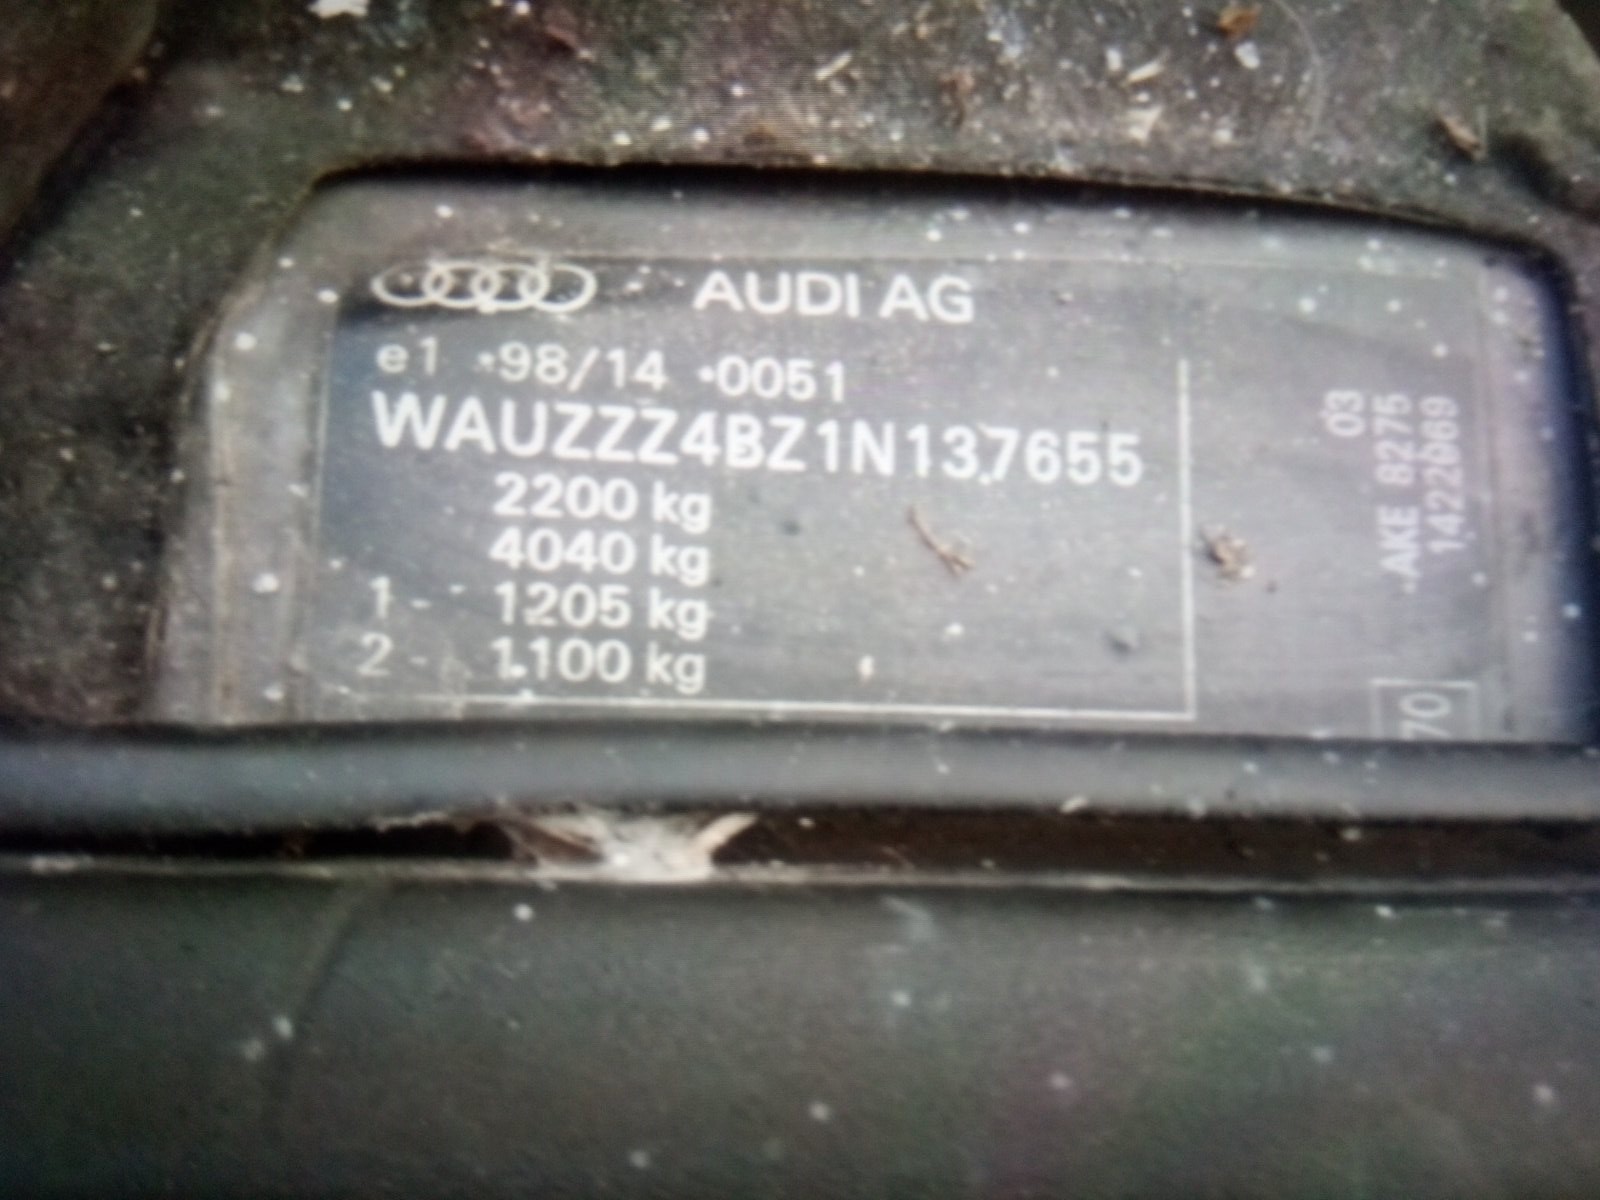 AUDI AG
e1 *98/14 *0051
WAUZZZ4BZ1N137655
2200 kg
4040 kg
1- 1205 kg
2- 1100 kg
03
AKE 8275
1422069
70